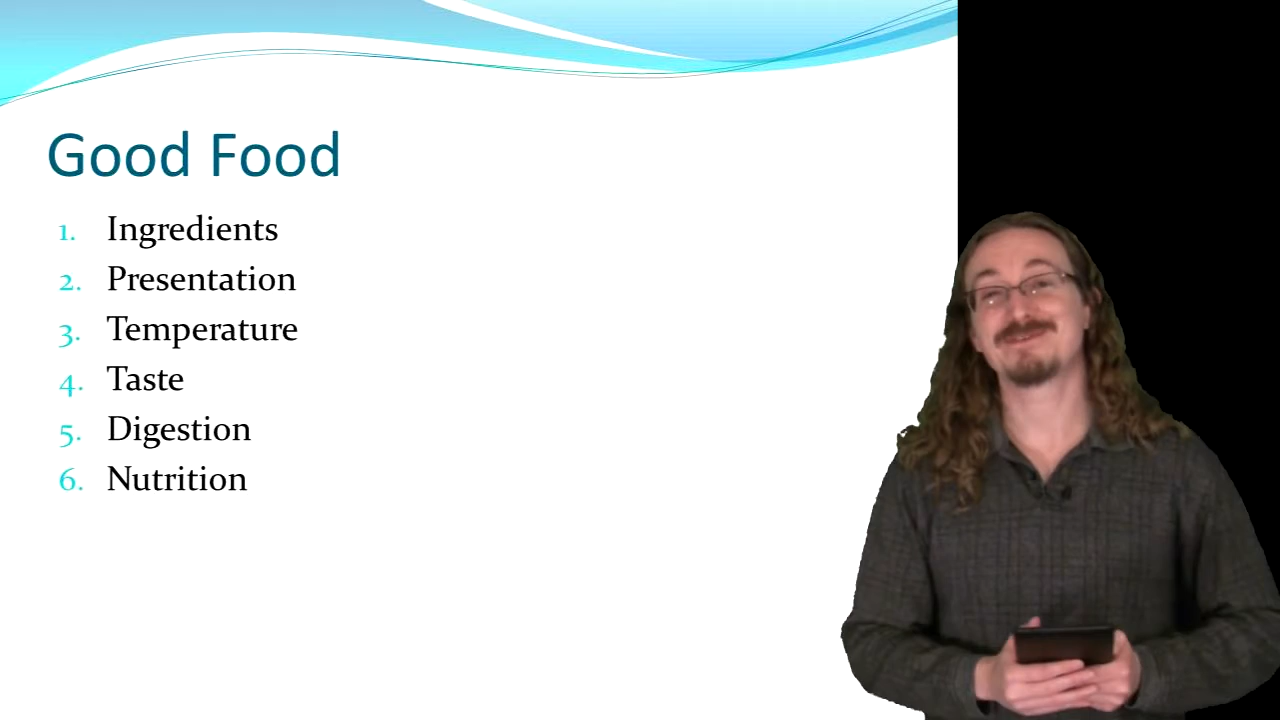 Good Food
1. Ingredients
2. Presentation
3. Temperature
4. Taste
5. Digestion
6. Nutrition